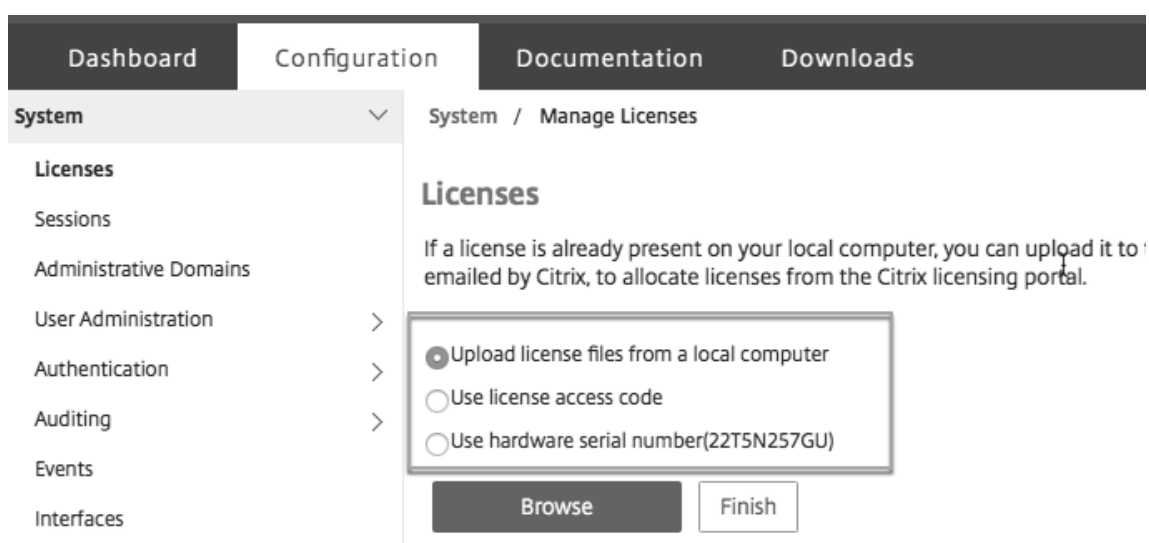 Dashboard Configuration Documentation Downloads
System
Licenses
Sessions
Administrative Domains
User Administration
Authentication
Auditing
Events
Interfaces
System / Manage Licenses
Licenses
If a license is already present on your local computer, you can upload it to
emailed by Citrix, to allocate licenses from the Citrix licensing portal.
Upload license files from a local computer
Use license access code
Use hardware serial number(22T5N257GU)
Browse Finish